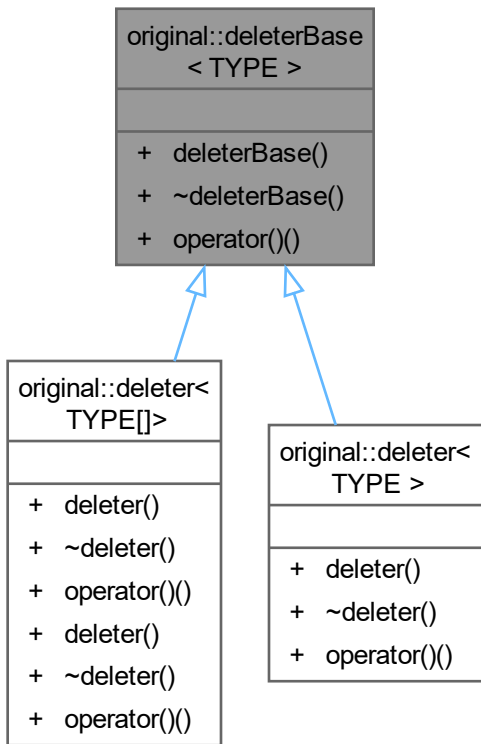 original::deleterBase
< TYPE >
+ deleterBase()
+ ~deleterBase()
+ operator()()
original::deleter<
TYPE[]>
+ deleter()
+ ~deleter()
+ operator()()
+ deleter()
+ ~deleter()
+ operator()()
original::deleter<
TYPE >
+ deleter()
+ ~deleter()
+ operator()()